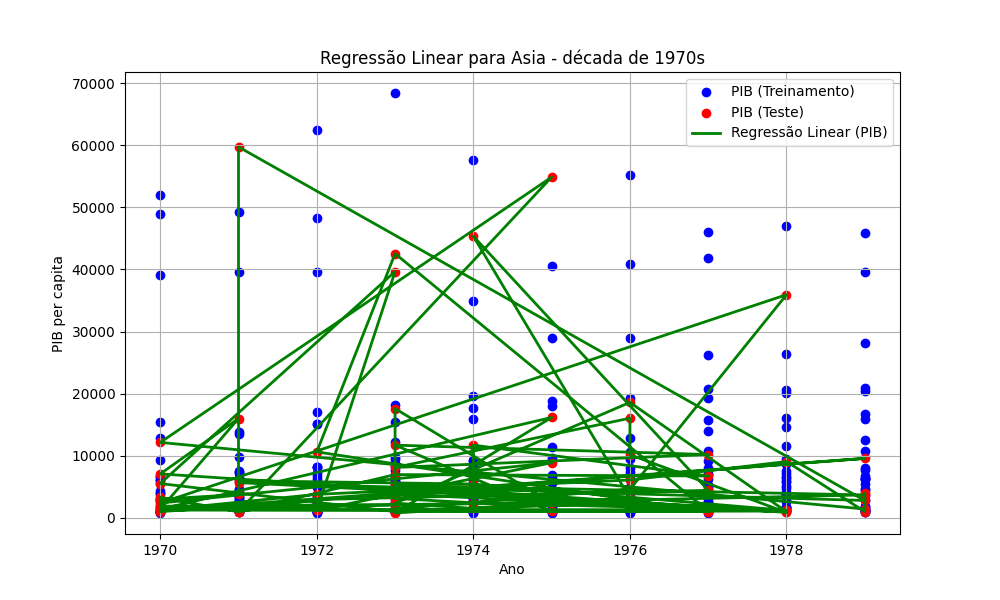 Regressão Linear para Asia - década de 1970s
70000
60000
50000
40000
30000
20000
10000
0
PIB per capita
PIB (Treinamento)
PIB (Teste)
Regressão Linear (PIB)
1970
1972
1974
1976
1978
Ano